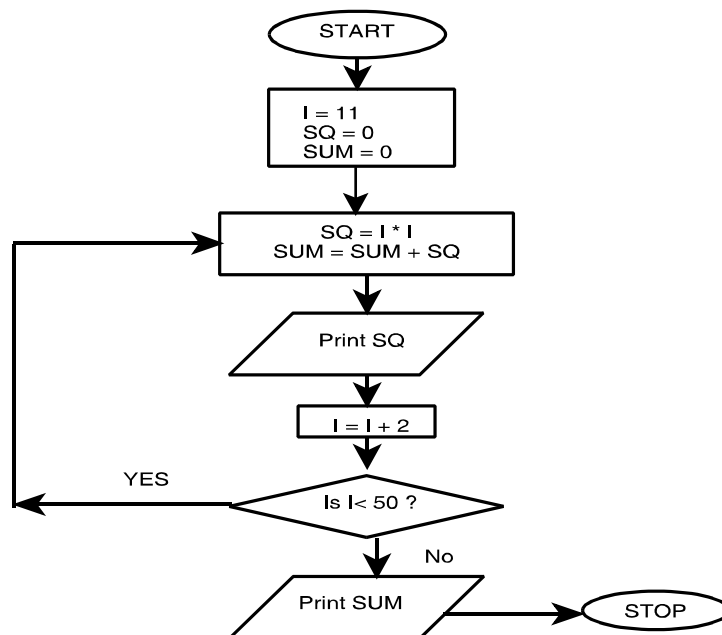 START
I = 11
SQ = 0
SUM = 0
SQ = I * I
SUM = SUM + SQ
Print SQ
I = I + 2
YES
Is I< 50 ?
No
Print SUM
STOP